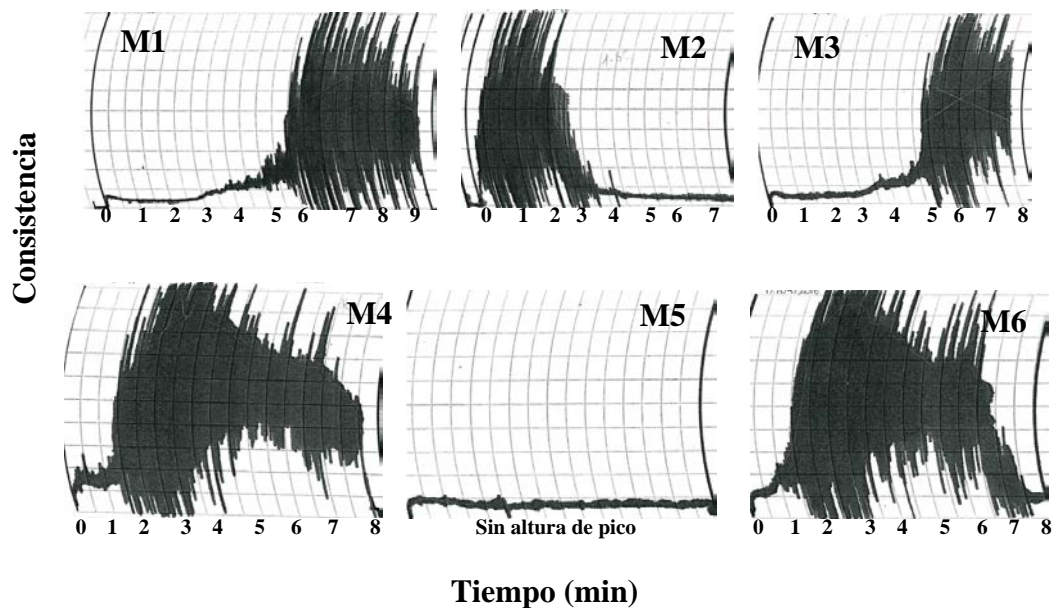 M1
M2
M3
Consistencia
0 1 2 3 4 5 6 7 8 9
0 1 2 3 4 5 6 7
0 1 2 3 4 5 6 7 8
M4
M5
M6
0 1 2 3 4 5 6 7 8
Sin altura de pico
0 1 2 3 4 5 6 7 8
Tiempo (min)